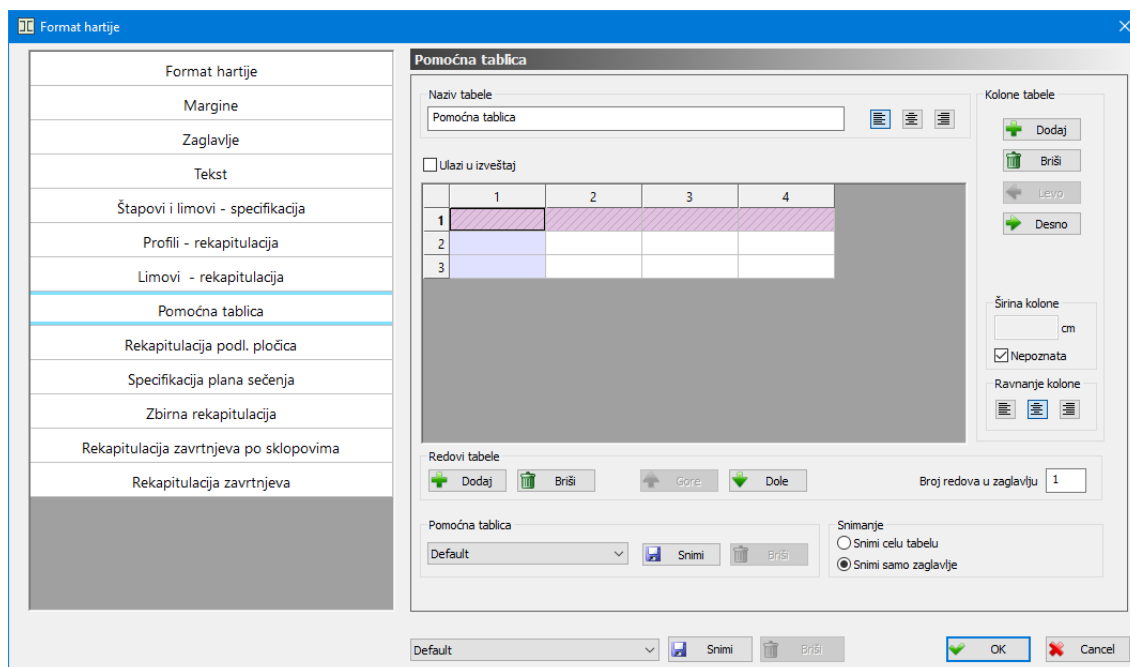 Format hartije
Format hartije
Margine
Zaglavlje
Tekst
Štapovi i limovi - specifikacija
Profili - rekapitulacija
Limovi - rekapitulacija
Pomoćna tablica
Rekapitulacija podl. pločica
Specifikacija plana sečenja
Zbirna rekapitulacija
Rekapitulacija zavrtnjeva po sklopovima
Rekapitulacija zavrtnjeva
Pomoćna tablica
Naziv tabele
Pomoćna tablica
Ulazi u izveštaj
1 2 3 4
1
2
3
Kolone tabele
Dodaj
Briši
Levo
Desno
Širina kolone
cm
Nepoznata
Ravnanje kolone
Redovi tabele
Dodaj Briši Gore Dole Broj redova u zaglavlju 1
Pomoćna tablica
Default Snimi Briši
Snimanje
Snimi celu tabelu
Snimi samo zaglavlje
Default Snimi Briši OK Cancel